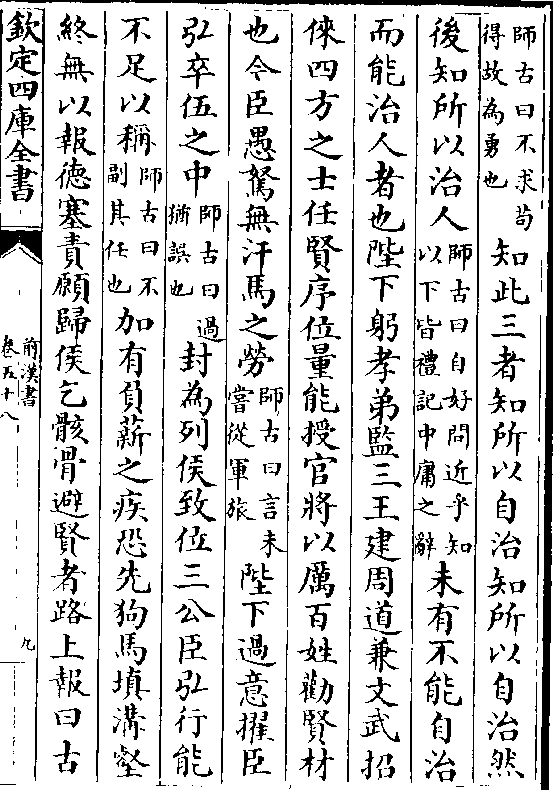 師古曰不求苟
得故為勇也
知此三者知所以自治知所以自治然
後知所以治人
師古曰自好問近乎知
以下皆禮記中庸之辭
未有不能自治
而能治人者也陛下躬孝弟監三王建周道兼文武招
倈四方之士任賢序位量能授官將以厲百姓勸賢材
也今臣愚駑無汗馬之勞
師古曰言未
嘗從軍旅
陛下過意擢臣
弘卒伍之中
師古曰過
猶誤也
封為列侯致位三公臣弘行能
不足以稱
師古曰不
副其任也
加有負薪之疾恐先狗馬填溝壑
終無以報德塞責願歸侯乞骸骨避賢者路上報曰古
欽定四庫全書
前漢書
卷五十八
九